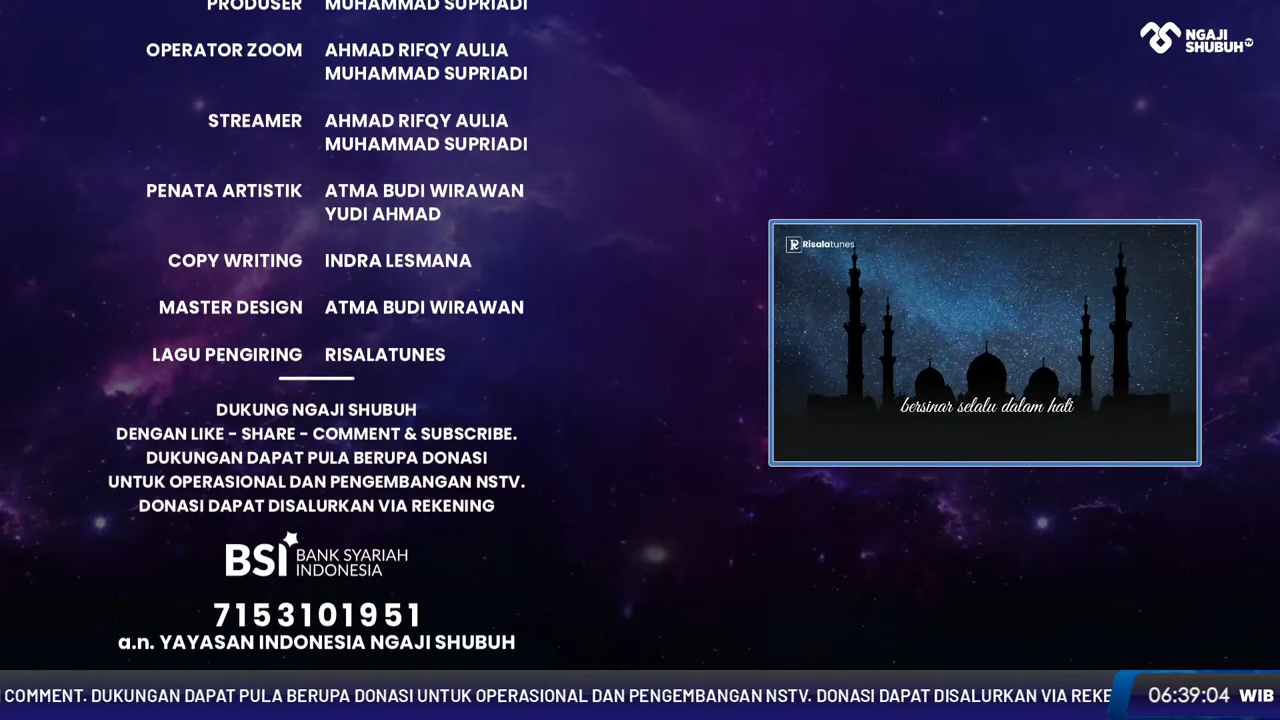 PRODUSER MUHAMMAD SUPRIADI
OPERATOR ZOOM AHMAD RIFQY AULIA
MUHAMMAD SUPRIADI
STREAMER AHMAD RIFQY AULIA
MUHAMMAD SUPRIADI
PENATA ARTISTIK ATMA BUDI WIRAWAN
YUDI AHMAD
COPY WRITING INDRA LESMANA
MASTER DESIGN ATMA BUDI WIRAWAN
LAGU PENGIRING RISALATUNES
DUKUNG NGAJI SHUBUH
DENGAN LIKE - SHARE - COMMENT & SUBSCRIBE.
DUKUNGAN DAPAT PULA BERUPA DONASI
UNTUK OPERASIONAL DAN PENGEMBANGAN NSTV.
DONASI DAPAT DISALURKAN VIA REKENING
BSI BANK SYARIAH
INDONESIA
7153101951
a.n. YAYASAN INDONESIA NGAJI SHUBUH
NGAJI
SHUBUH TV
Risalatunes
bersinar selalu dalam hati
COMMENT. DUKUNGAN DAPAT PULA BERUPA DONASI UNTUK OPERASIONAL DAN PENGEMBANGAN NSTV. DONASI DAPAT DISALURKAN VIA REKE
06:39:04 WIB